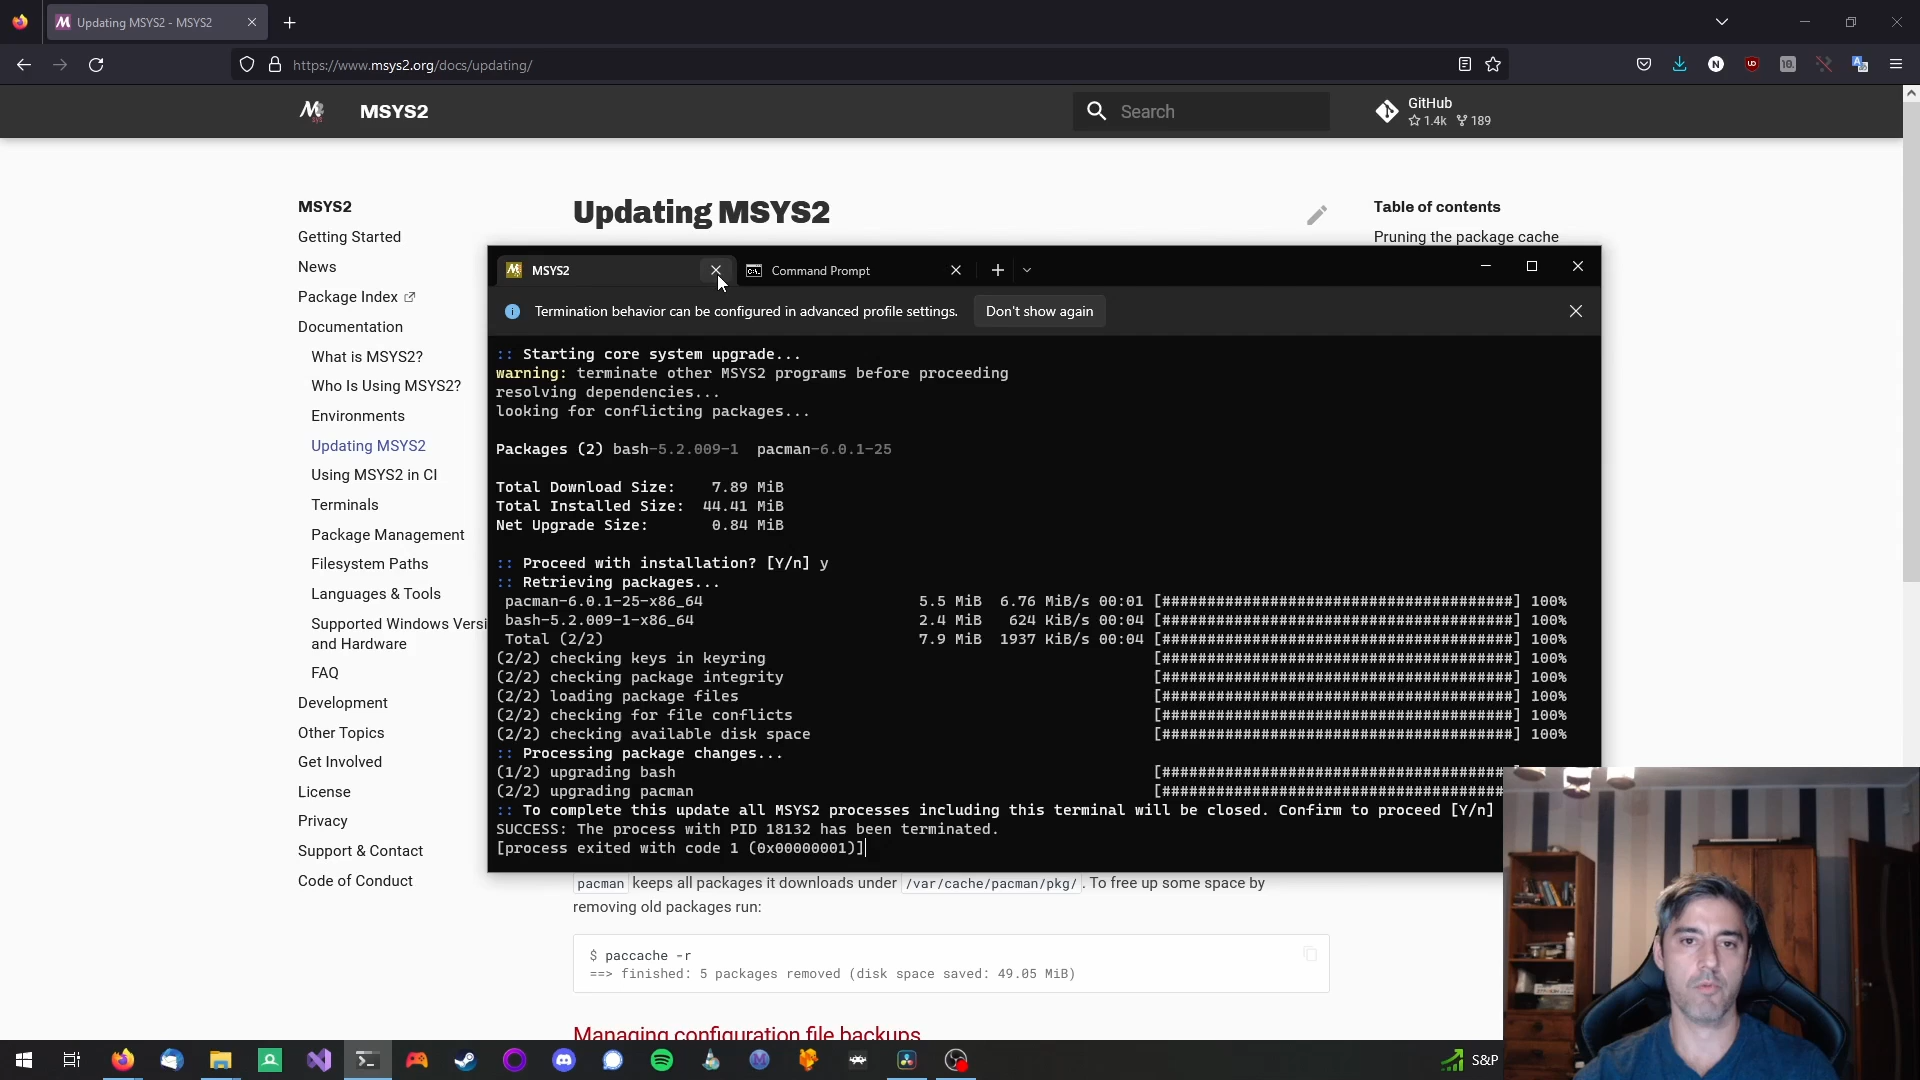 Updating MSYS2 - MSYS2
https://www.msys2.org/docs/updating/
MSYS2
Search
GitHub
1.4k 189
MSYS2
Getting Started
News
Package Index
Documentation
What is MSYS2?
Who Is Using MSYS2?
Environments
Updating MSYS2
Using MSYS2 in CI
Terminals
Package Management
Filesystem Paths
Languages & Tools
Supported Windows Versi
and Hardware
FAQ
Development
Other Topics
Get Involved
License
Privacy
Support & Contact
Code of Conduct
Updating MSYS2
Table of contents
Pruning the package cache
MSYS2
Command Prompt
Termination behavior can be configured in advanced profile settings.
Don't show again
:: Starting core system upgrade...
warning: terminate other MSYS2 programs before proceeding
resolving dependencies...
looking for conflicting packages...
Packages (2) bash-5.2.009-1 pacman-6.0.1-25
Total Download Size: 7.89 MiB
Total Installed Size: 44.41 MiB
Net Upgrade Size: 0.84 MiB
:: Proceed with installation? [Y/n] y
:: Retrieving packages...
pacman-6.0.1-25-x86_64 5.5 MiB 6.76 MiB/s 00:01 [#######################################] 100%
bash-5.2.009-1-x86_64 2.4 MiB 624 KiB/s 00:04 [#######################################] 100%
Total (2/2) 7.9 MiB 1937 KiB/s 00:04 [#######################################] 100%
(2/2) checking keys in keyring [#######################################] 100%
(2/2) checking package integrity [#######################################] 100%
(2/2) loading package files [#######################################] 100%
(2/2) checking for file conflicts [#######################################] 100%
(2/2) checking available disk space [#######################################] 100%
:: Processing package changes...
(1/2) upgrading bash [######################################
(2/2) upgrading pacman [######################################
:: To complete this update all MSYS2 processes including this terminal will be closed. Confirm to proceed [Y/n]
SUCCESS: The process with PID 18132 has been terminated.
[process exited with code 1 (0x00000001)]
pacman keeps all packages it downloads under /var/cache/pacman/pkg/. To free up some space by
removing old packages run:
$ paccache -r
==> finished: 5 packages removed (disk space saved: 49.05 MiB)
Managing configuration file backups
S&P